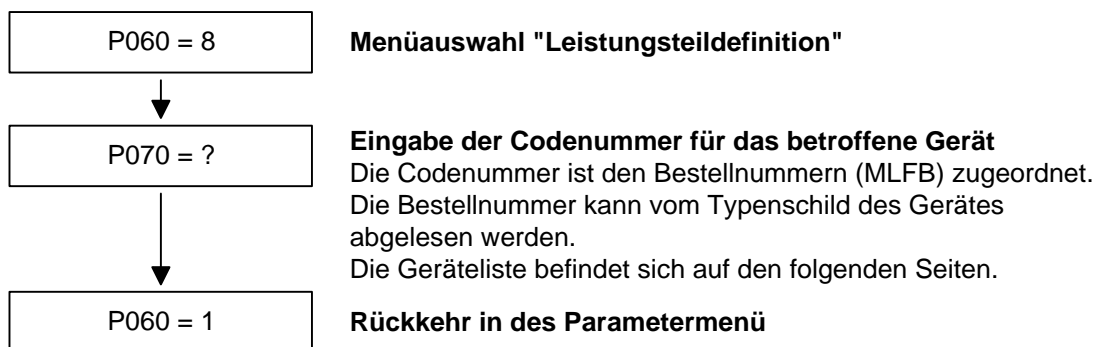 P060 = 8
Menüauswahl "Leistungsteildefinition"
P070 = ?
Eingabe der Codenummer für das betroffene Gerät
Die Codenummer ist den Bestellnummern (MLFB) zugeordnet.
Die Bestellnummer kann vom Typenschild des Gerätes
abgelesen werden.
Die Geräteliste befindet sich auf den folgenden Seiten.
P060 = 1
Rückkehr in des Parametermenü